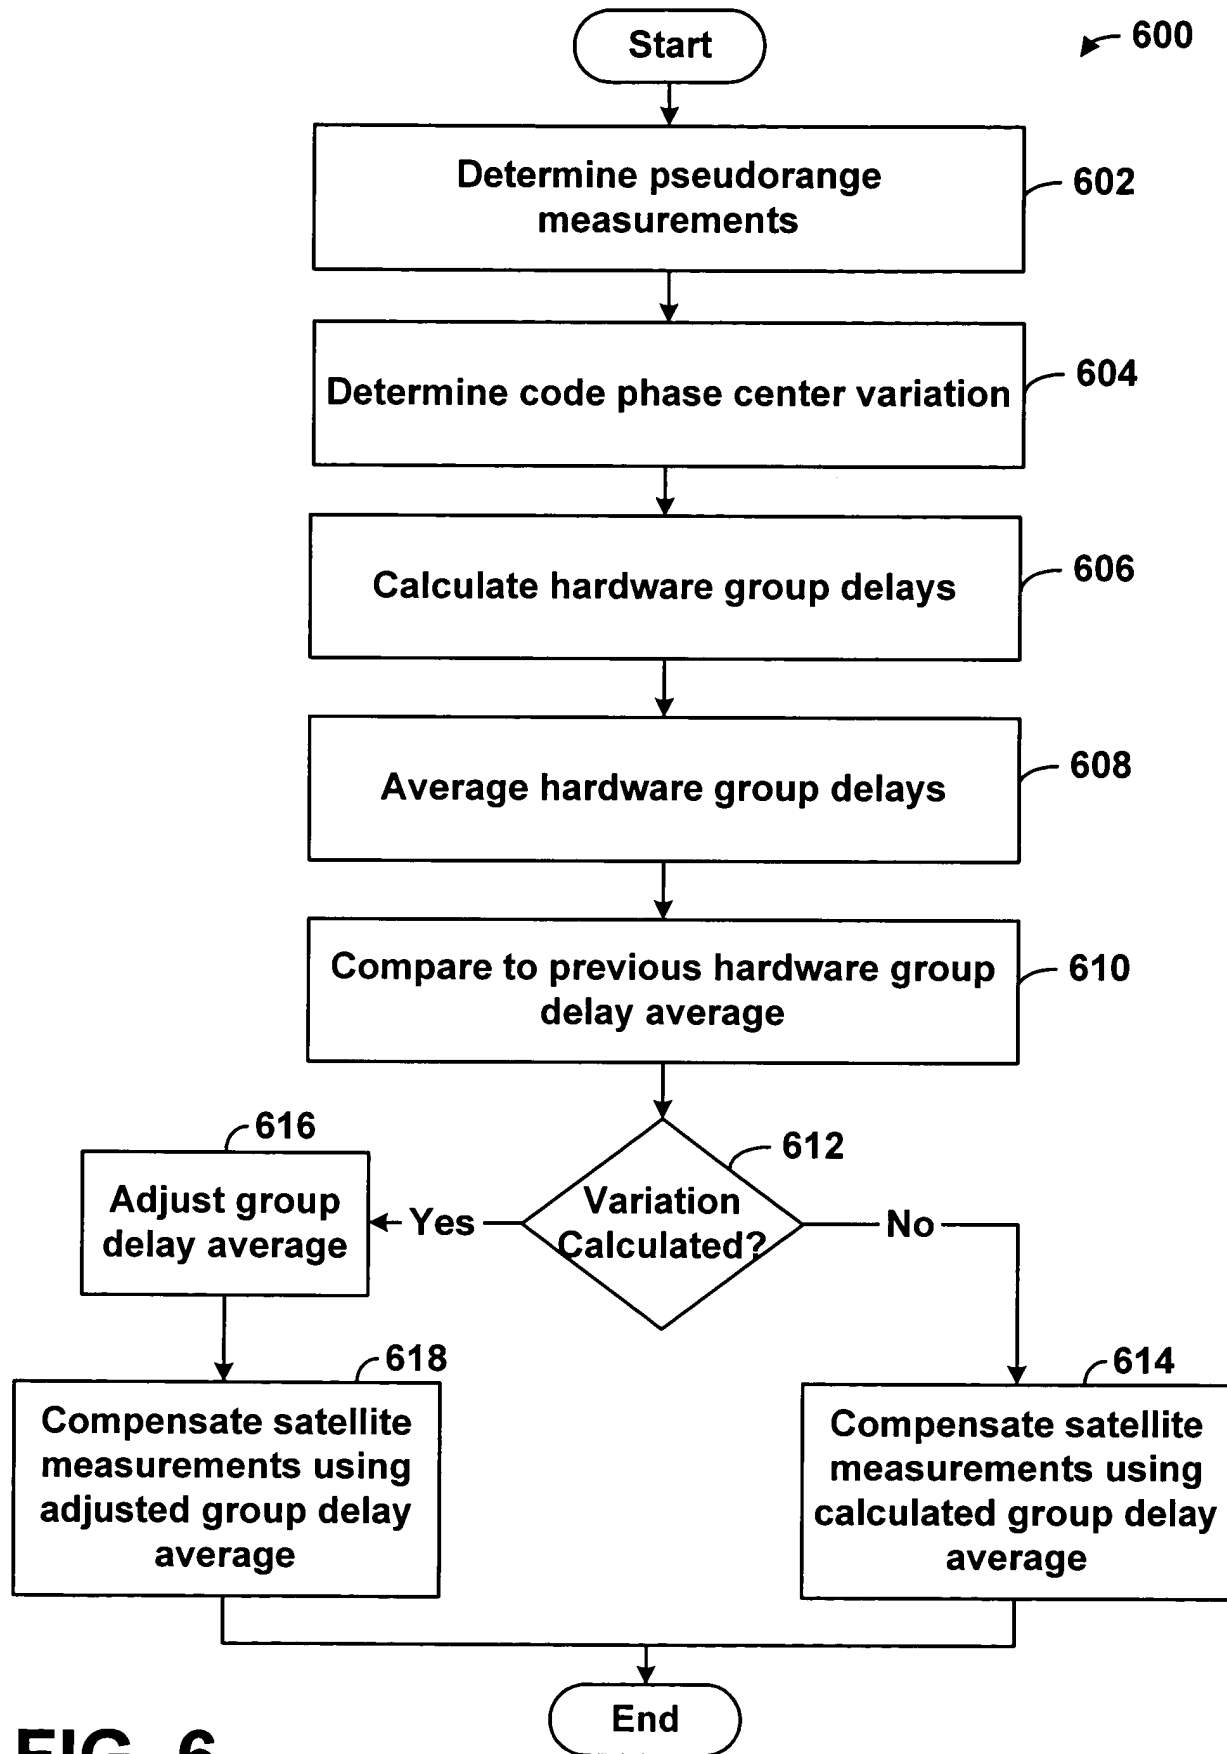 Start
600
Determine pseudorange
measurements
602
Determine code phase center variation
604
Calculate hardware group delays
606
Average hardware group delays
608
Compare to previous hardware group
delay average
610
616
612
Adjust group
delay average
Yes
Variation
Calculated?
No
618
614
Compensate satellite
measurements using
adjusted group delay
average
Compensate satellite
measurements using
calculated group delay
average
End
FIG. 6